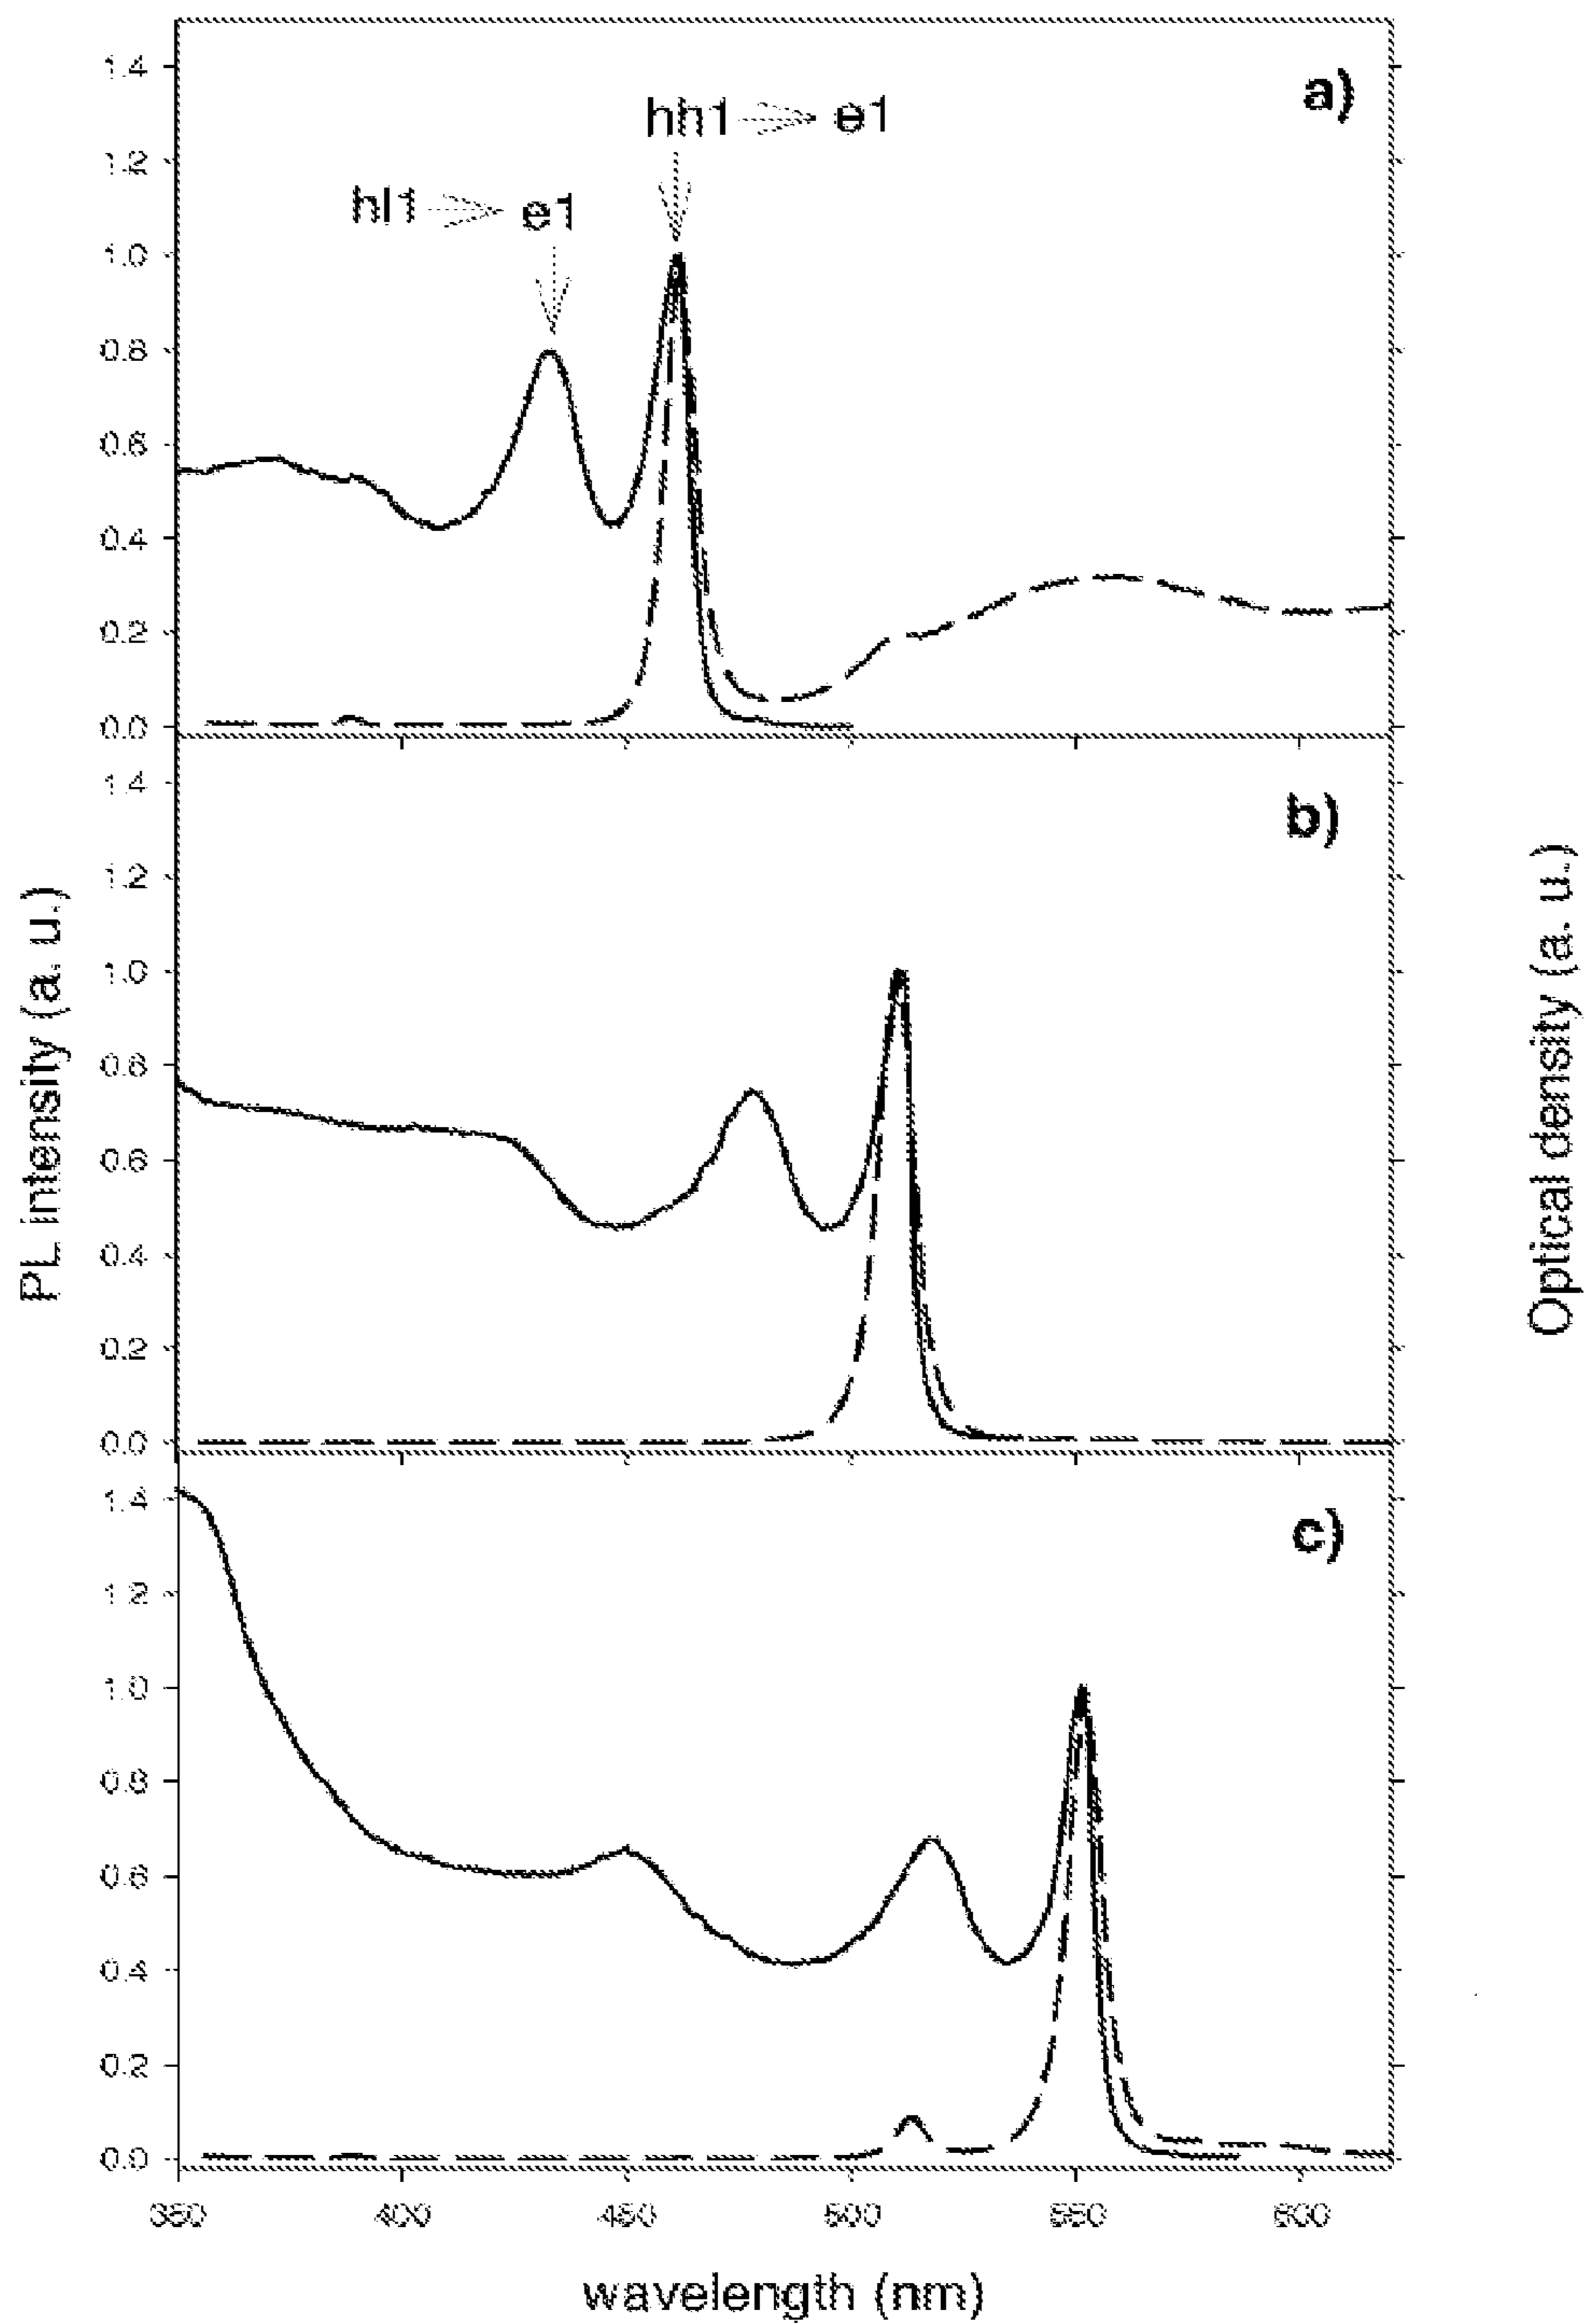 a)
hh1 e1
hl1 e1
1.4
1.2
1.0
0.8
0.6
0.4
0.2
0.0
b)
1.4
1.2
1.0
0.8
0.6
0.4
0.2
0.0
c)
1.4
1.2
1.0
0.8
0.6
0.4
0.2
0.0
350 400 450 500 550 600
PL intensity (a. u.)
Optical density (a. u.)
wavelength (nm)